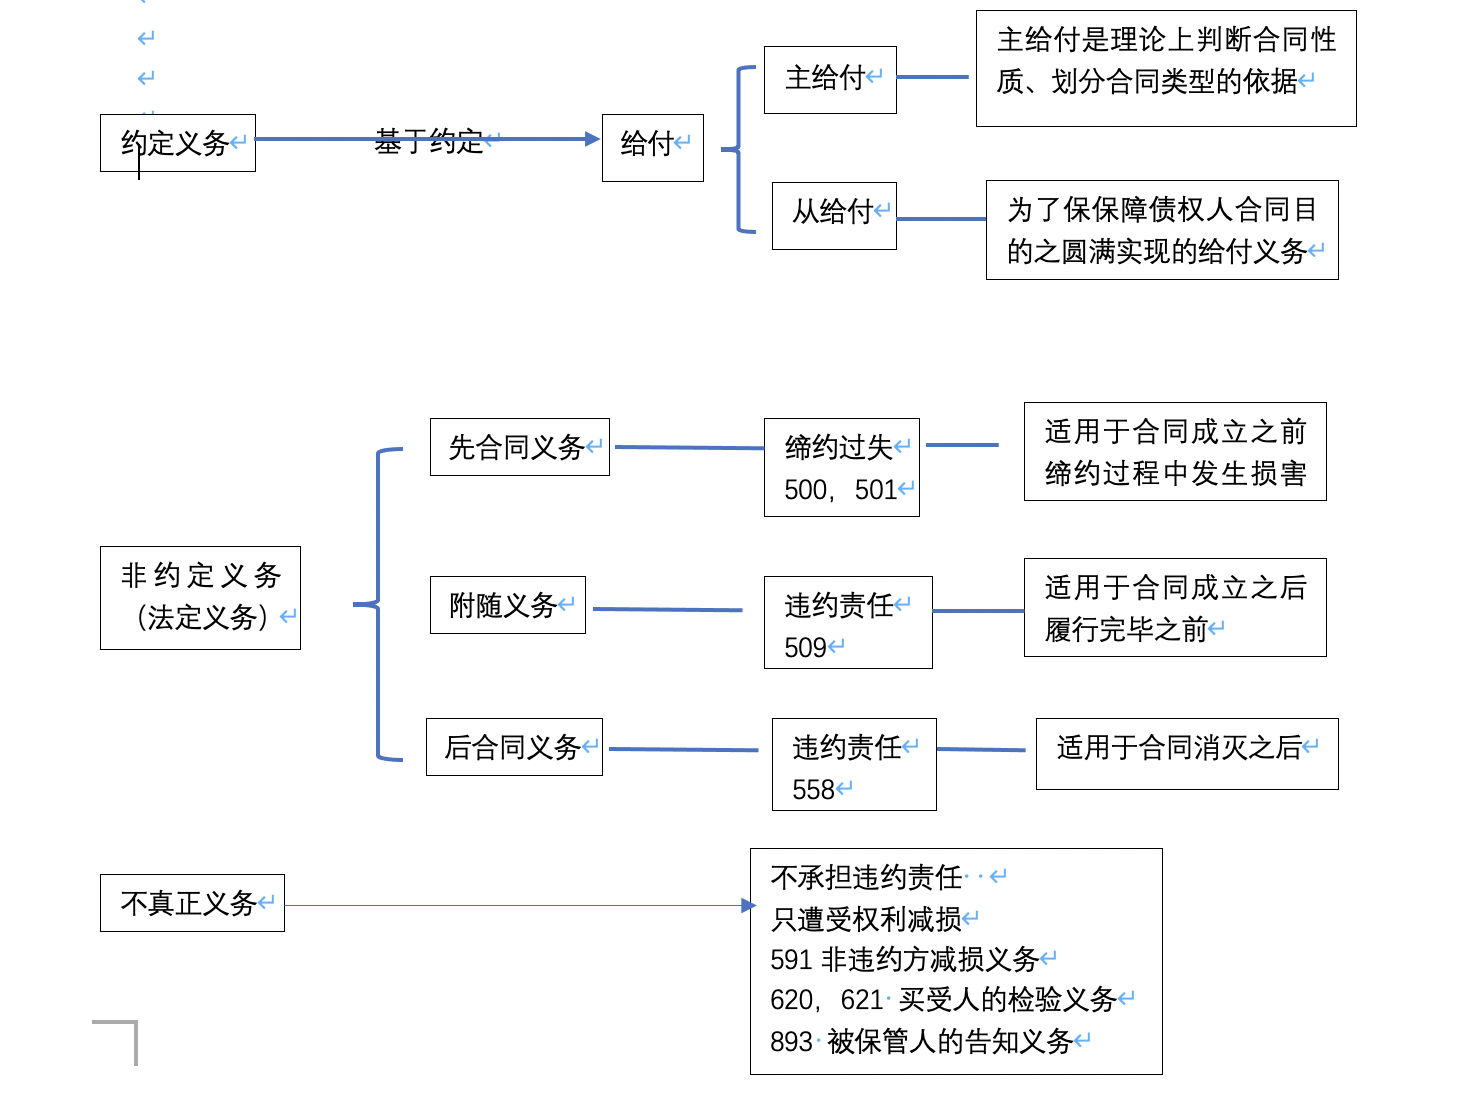 约定义务
基于约定
给付
主给付
主给付是理论上判断合同性
质、划分合同类型的依据
从给付
为了保保障债权人合同目
的之圆满实现的给付义务
非约定义务
（法定义务）
先合同义务
缔约过失
500，501
适用于合同成立之前
缔约过程中发生损害
附随义务
违约责任
509
适用于合同成立之后
履行完毕之前
后合同义务
违约责任
558
适用于合同消灭之后
不真正义务
不承担违约责任
只遭受权利减损
591 非违约方减损义务
620，621 买受人的检验义务
893 被保管人的告知义务